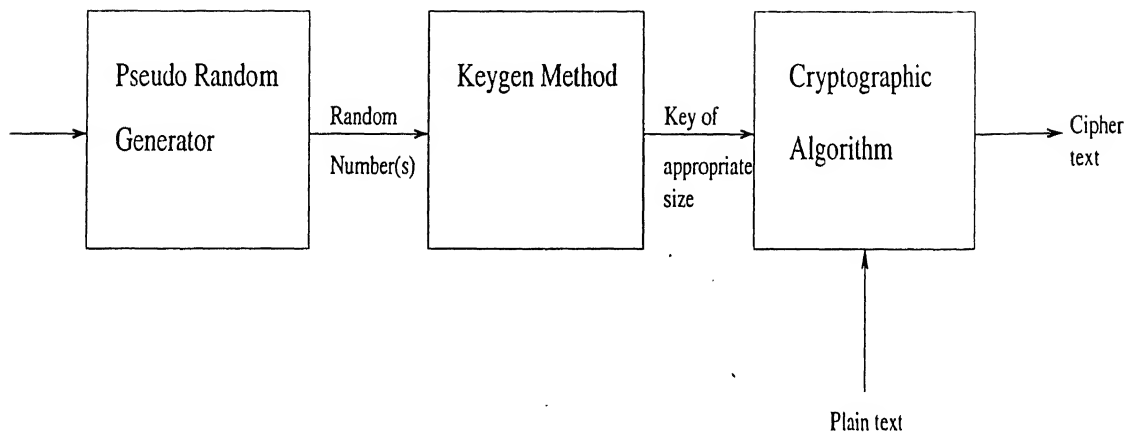 Pseudo Random
Generator
Random
Number(s)
Keygen Method
Key of
appropriate
size
Cryptographic
Algorithm
Cipher
text
Plain text